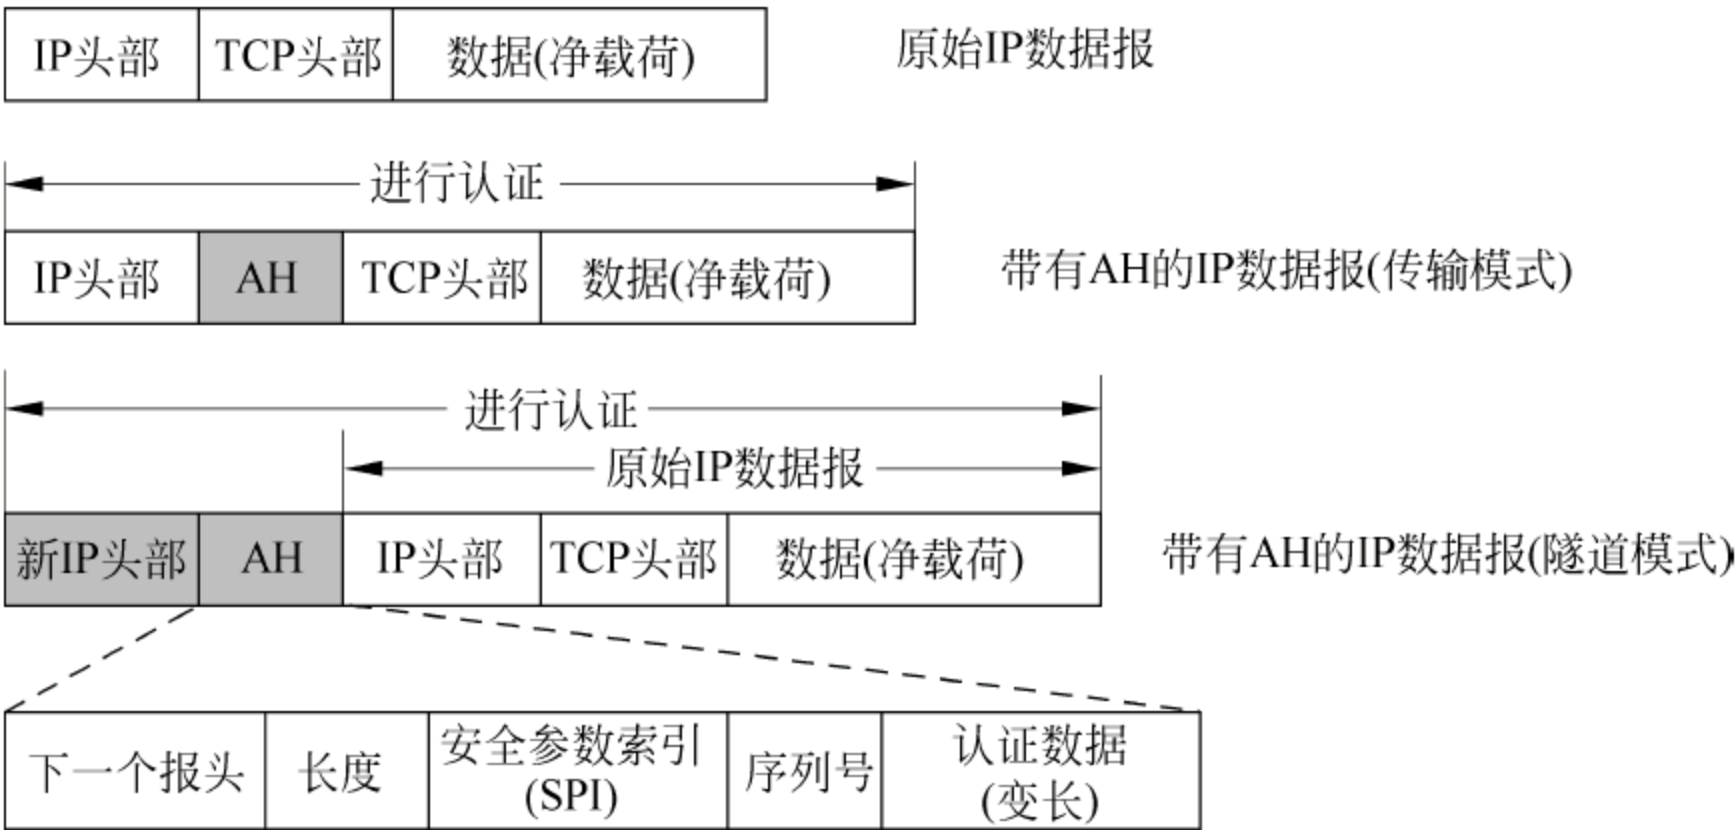 IP头部 TCP头部 数据(净载荷) 原始IP数据报
进行认证
IP头部 AH TCP头部 数据(净载荷) 带有AH的IP数据报(传输模式)
进行认证
原始IP数据报
新IP头部 AH IP头部 TCP头部 数据(净载荷) 带有AH的IP数据报(隧道模式)
下一个报头 长度 安全参数索引
(SPI) 序列号 认证数据
(变长)